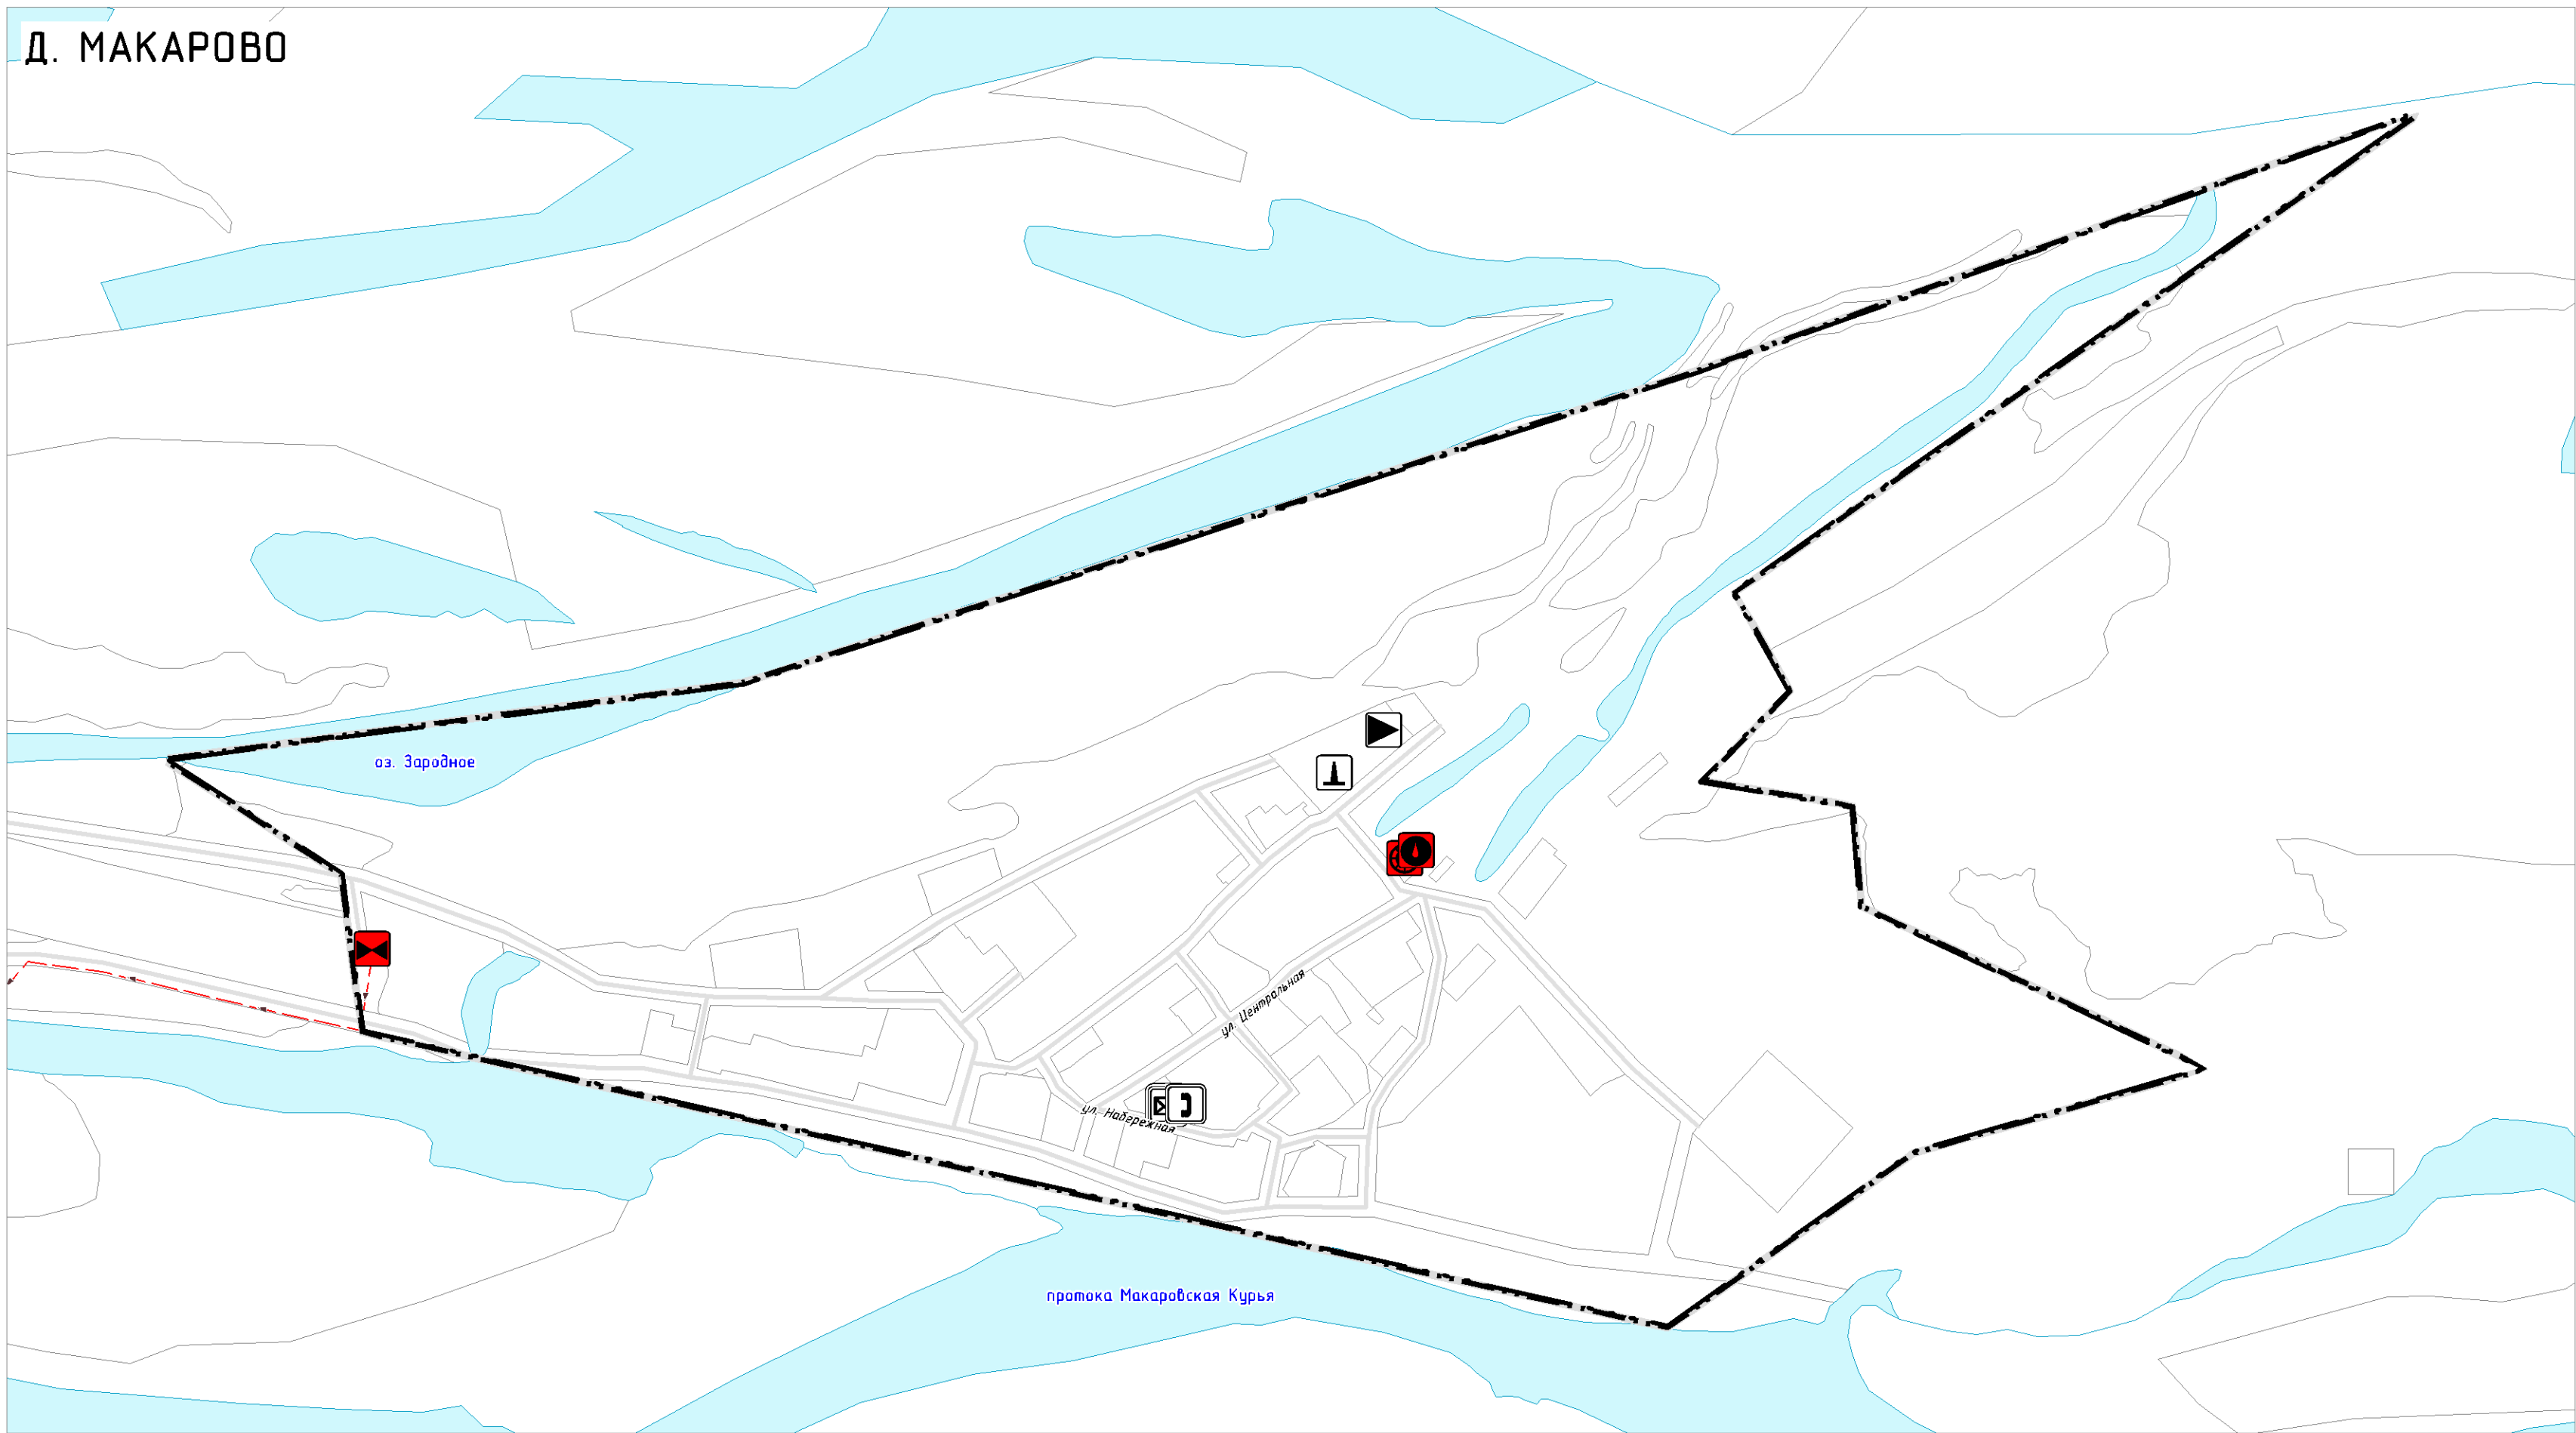 Д. МАКАРОВО
оз. Зародное
ул. Центральная
ул. Набережная
протока Макаровская Курья